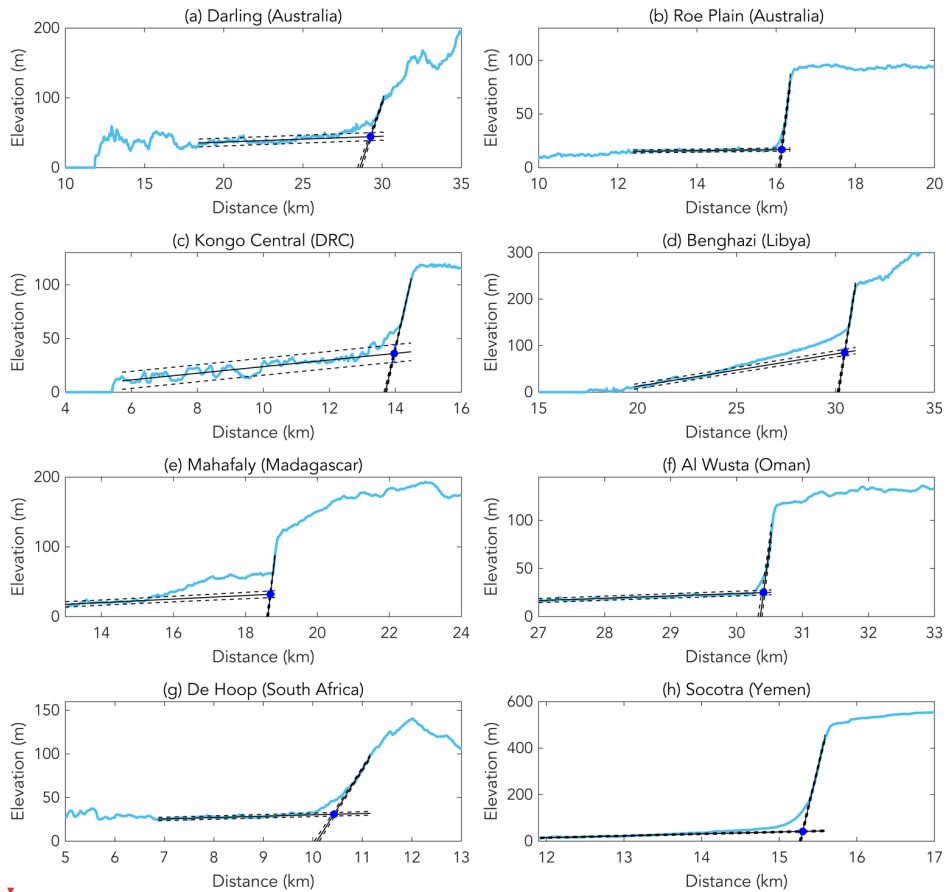 (a) Darling (Australia)
200
100
0
Elevation (m)
10 15 20 25 30 35
Distance (km)
(b) Roe Plain (Australia)
100
50
0
Elevation (m)
10 12 14 16 18 20
Distance (km)
(c) Kongo Central (DRC)
100
50
0
Elevation (m)
4 6 8 10 12 14 16
Distance (km)
(d) Benghazi (Libya)
300
200
100
0
Elevation (m)
15 20 25 30 35
Distance (km)
(e) Mahafaly (Madagascar)
200
100
0
Elevation (m)
14 16 18 20 22 24
Distance (km)
(f) Al Wusta (Oman)
100
50
0
Elevation (m)
27 28 29 30 31 32 33
Distance (km)
(g) De Hoop (South Africa)
150
100
50
0
Elevation (m)
5 6 7 8 9 10 11 12 13
Distance (km)
(h) Socotra (Yemen)
600
400
200
0
Elevation (m)
12 13 14 15 16 17
Distance (km)